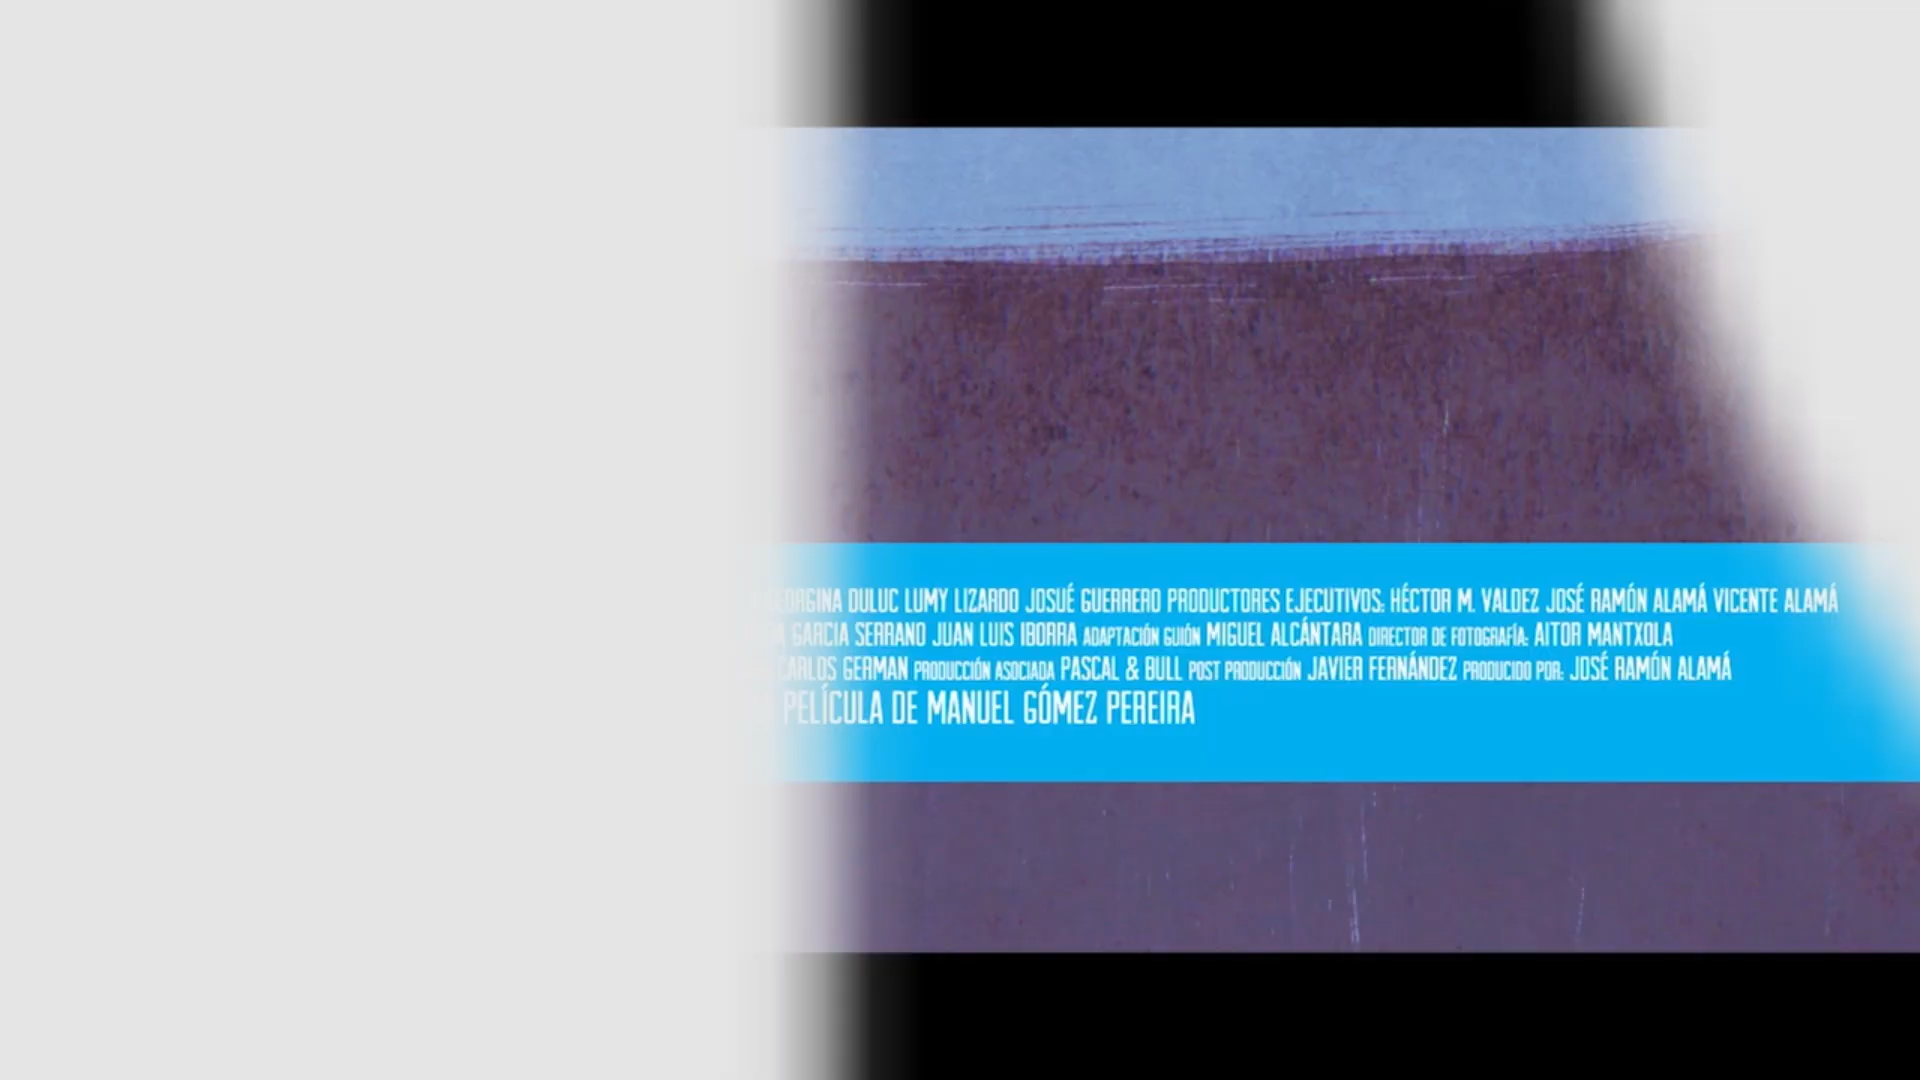 GEORGINA DULUC LUMY LIZARDO JOSUÉ GUERRERO PRODUCTORES EJECUTIVOS: HÉCTOR M. VALDEZ JOSÉ RAMÓN ALAMÁ VICENTE ALAMÁ
GARCIA SERRANO JUAN LUIS IBORRA ADAPTACIÓN GUIÓN MIGUEL ALCÁNTARA DIRECTOR DE FOTOGRAFÍA: AITOR MANTXOLA
CARLOS GERMAN PRODUCCIÓN ASOCIADA PASCAL & BULL POST PRODUCCIÓN JAVIER FERNÁNDEZ PRODUCIDO POR: JOSÉ RAMÓN ALAMÁ
PELÍCULA DE MANUEL GÓMEZ PEREIRA